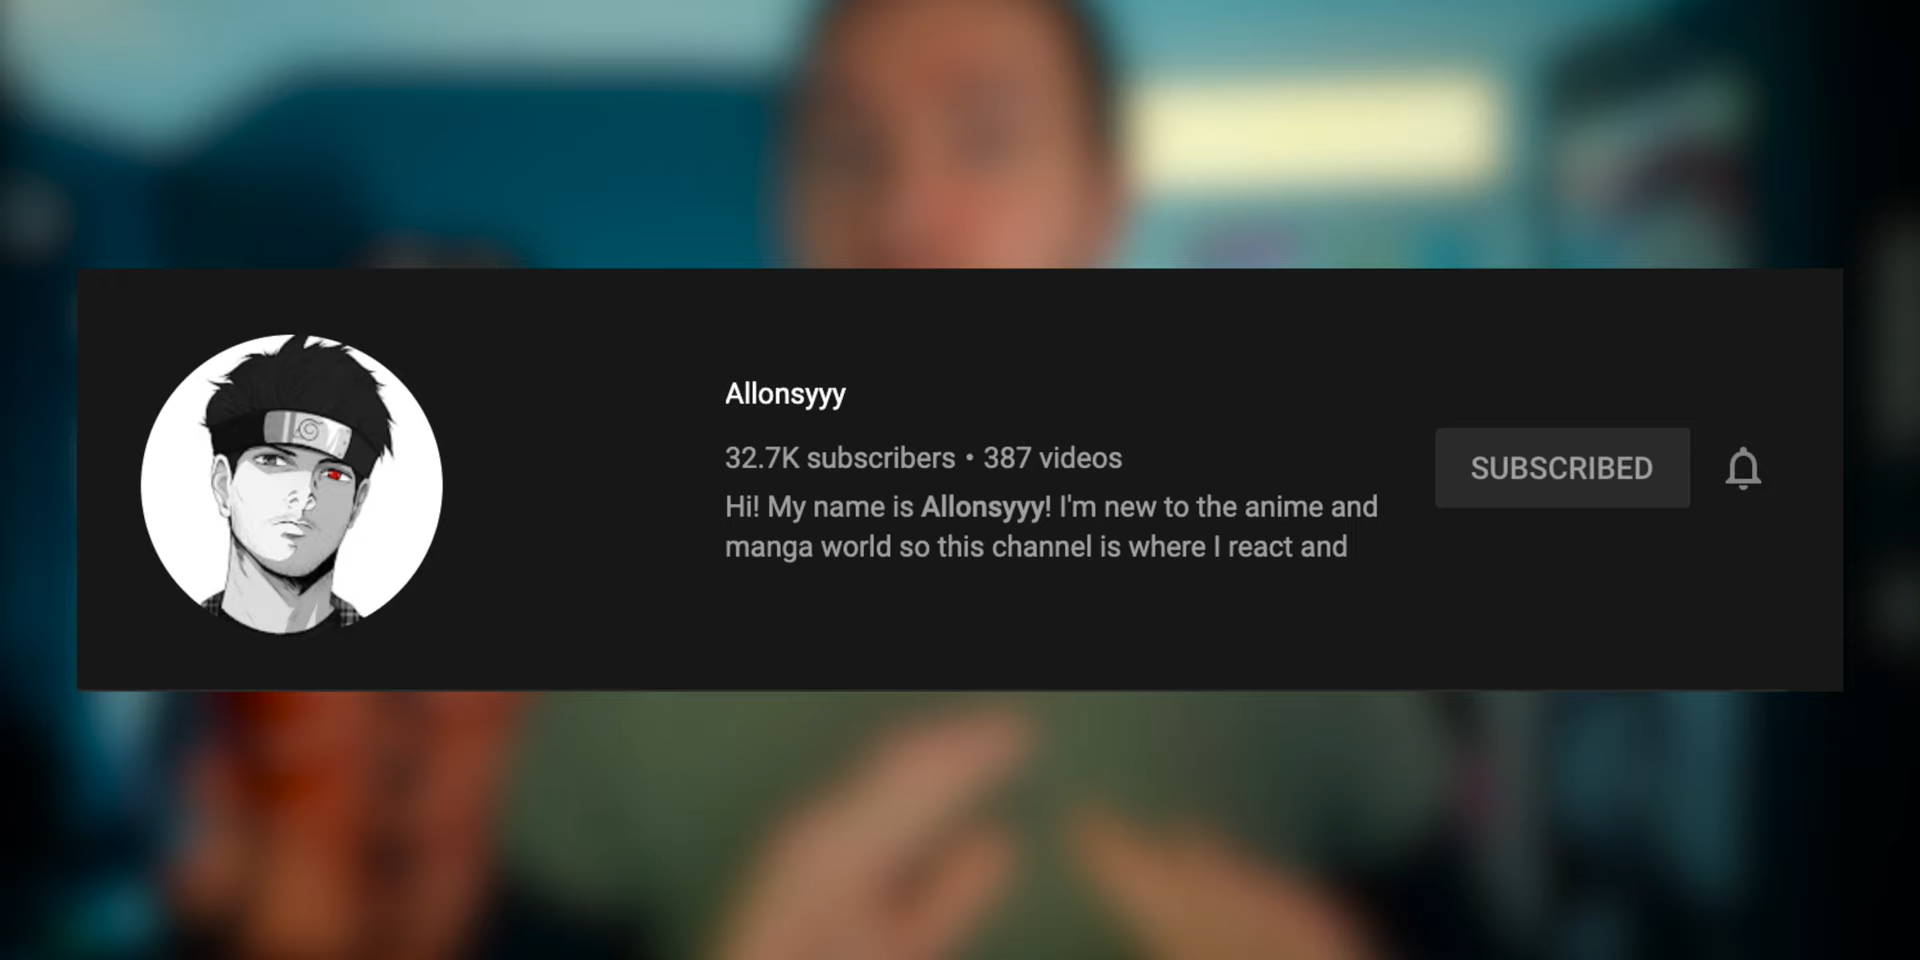 Allonsyyy
32.7K subscribers • 387 videos
SUBSCRIBED
Hi! My name is Allonsyyy! I'm new to the anime and
manga world so this channel is where I react and